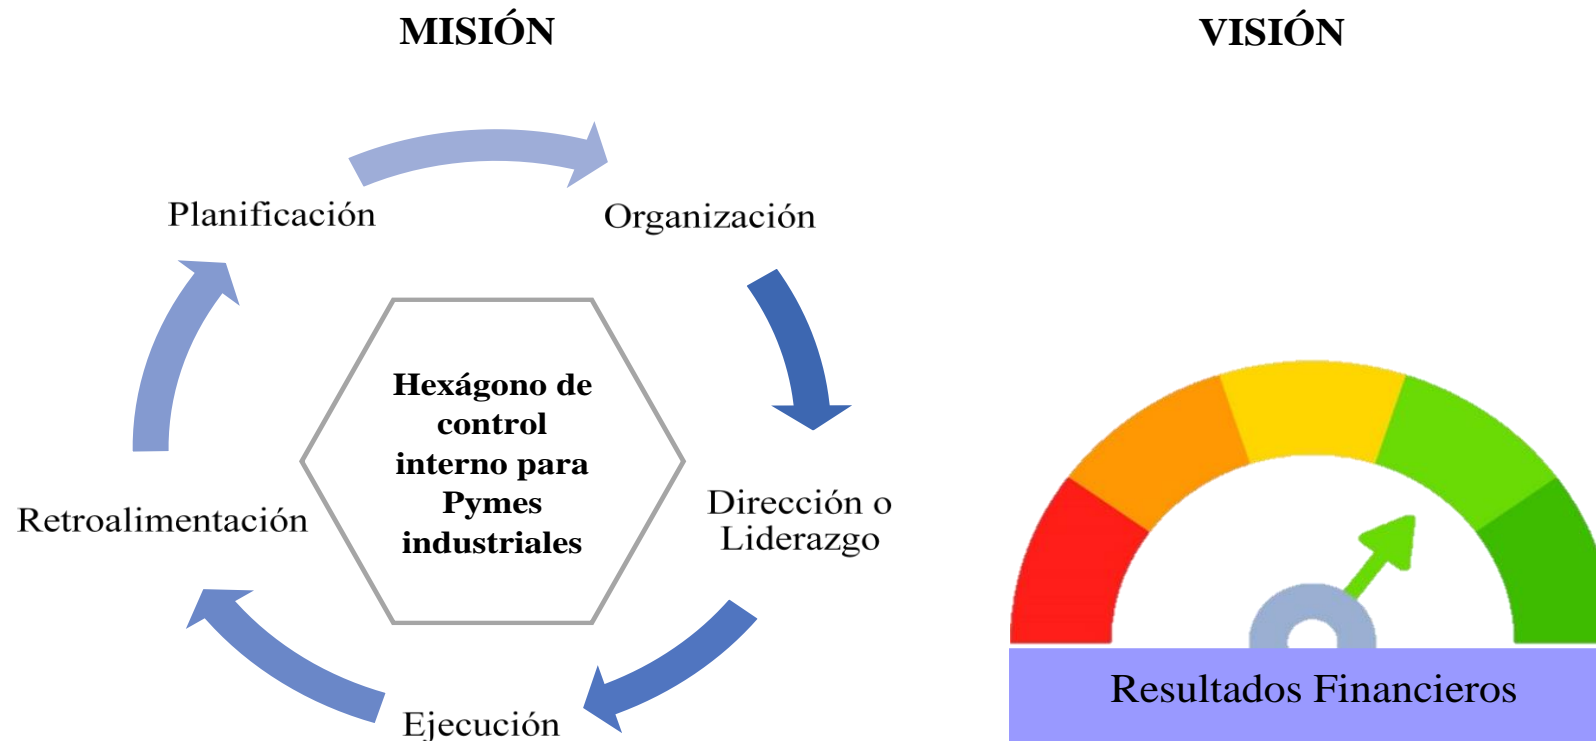 MISIÓN
VISIÓN
Planificación
Organización
Hexágono de
control
interno para
Pymes
industriales
Dirección o
Liderazgo
Retroalimentación
Ejecución
Resultados Financieros